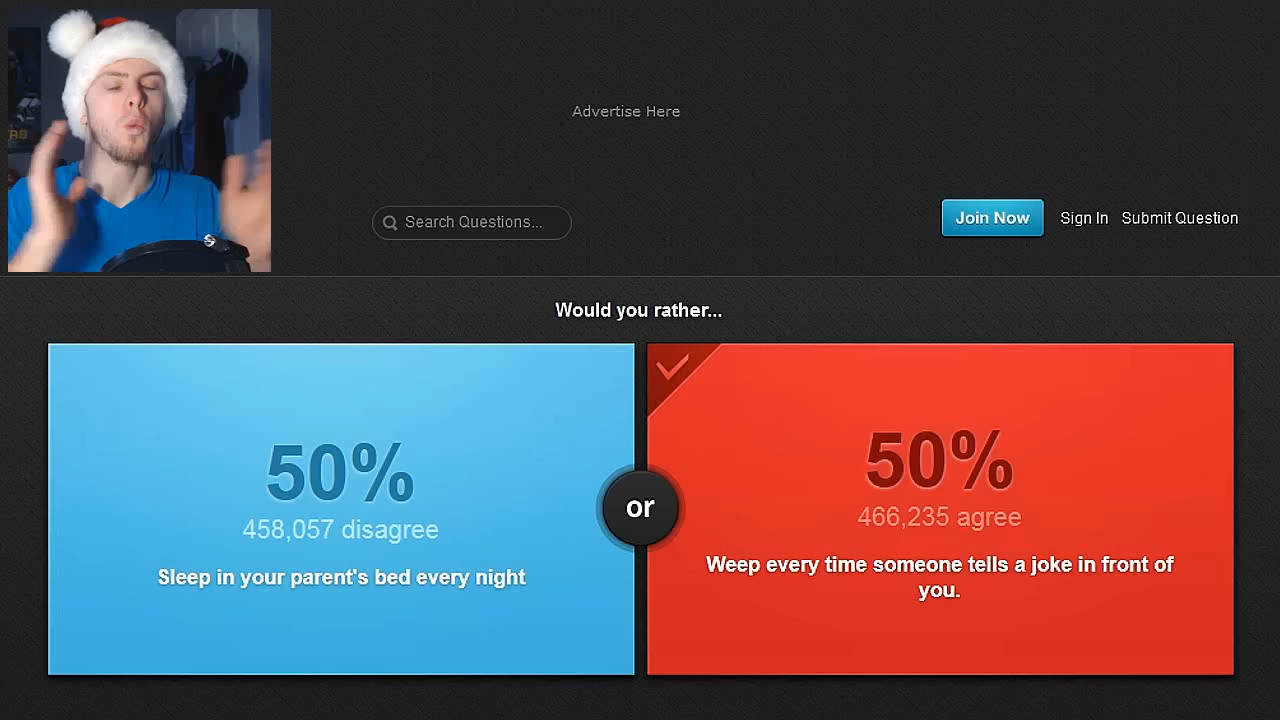 Advertise Here
Search Questions...
Join Now
Sign In
Submit Question
Would you rather...
50%
458,057 disagree
Sleep in your parent's bed every night
or
50%
466,235 agree
Weep every time someone tells a joke in front of
you.